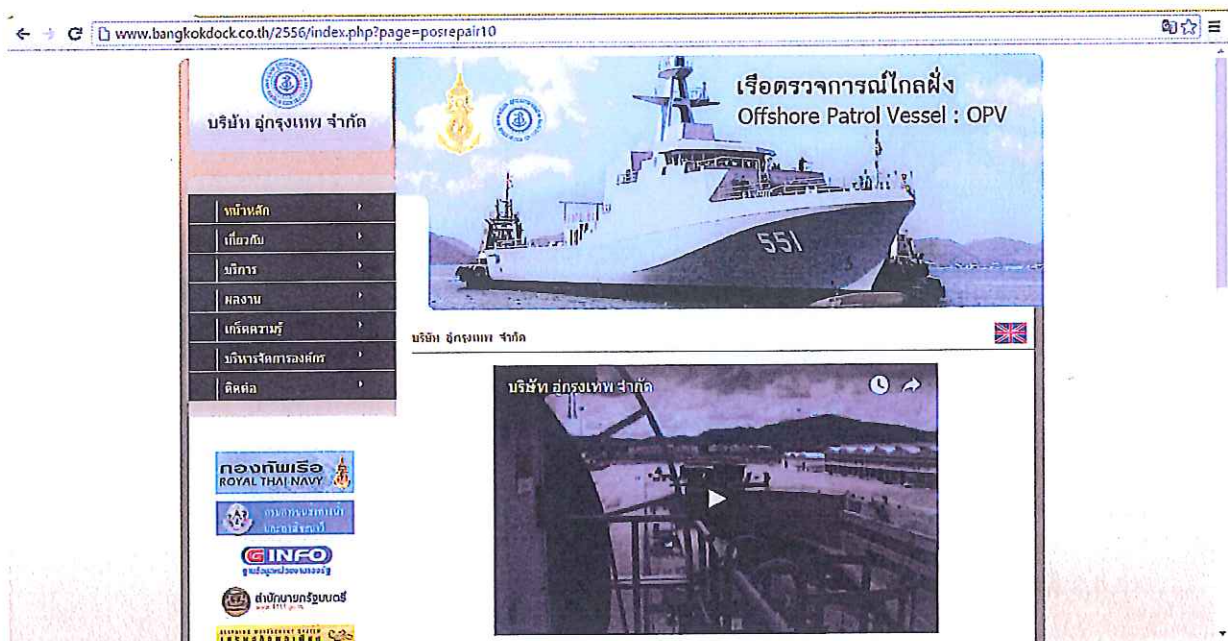 www.bangkokdock.co.th/2556/index.php?page=posrepair10
บริษัท อู่กรุงเทพ จำกัด
เรือตรวจการณ์ไกลฝั่ง
Offshore Patrol Vessel : OPV
551
หน้าหลัก
เกี่ยวกับ
บริการ
ผลงาน
เกร็ดความรู้
บริหารจัดการองค์กร
ติดต่อ
บริษัท อู่กรุงเทพ จำกัด
บริษัท อู่กรุงเทพ จำกัด
กองทัพเรือ
ROYAL THAI NAVY
GINFO
สำนักนายกรัฐมนตรี